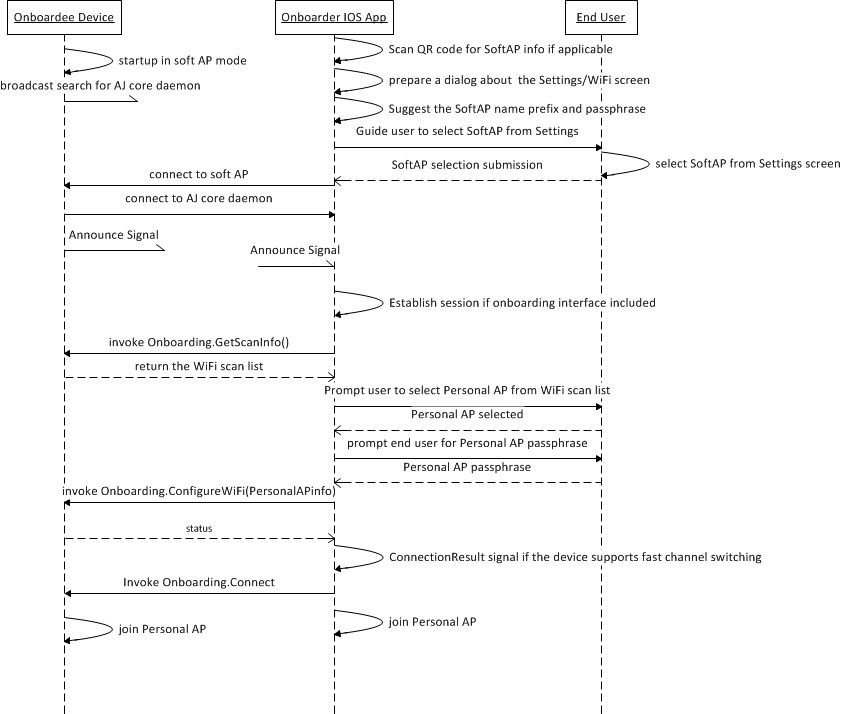 Onboardee Device
Onboarder IOS App
End User
Scan QR code for SoftAP info if applicable
startup in soft AP mode
prepare a dialog about the Settings/WiFi screen
broadcast search for AJ core daemon
Suggest the SoftAP name prefix and passphrase
Guide user to select SoftAP from Settings
SoftAP selection submission
select SoftAP from Settings screen
connect to soft AP
connect to AJ core daemon
Announce Signal
Announce Signal
Establish session if onboarding interface included
invoke Onboarding.GetScanInfo()
return the WiFi scan list
Prompt user to select Personal AP from WiFi scan list
Personal AP selected
prompt end user for Personal AP passphrase
Personal AP passphrase
invoke Onboarding.ConfigureWiFi(PersonalAPinfo)
status
ConnectionResult signal if the device supports fast channel switching
Invoke Onboarding.Connect
join Personal AP
join Personal AP